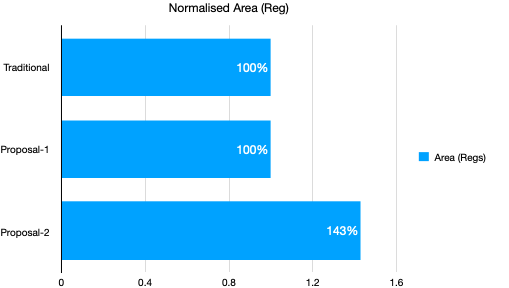 Normalised Area (Reg)
Traditional
100%
Proposal-1
100%
Area (Regs)
Proposal-2
143%
0 0.4 0.8 1.2 1.6